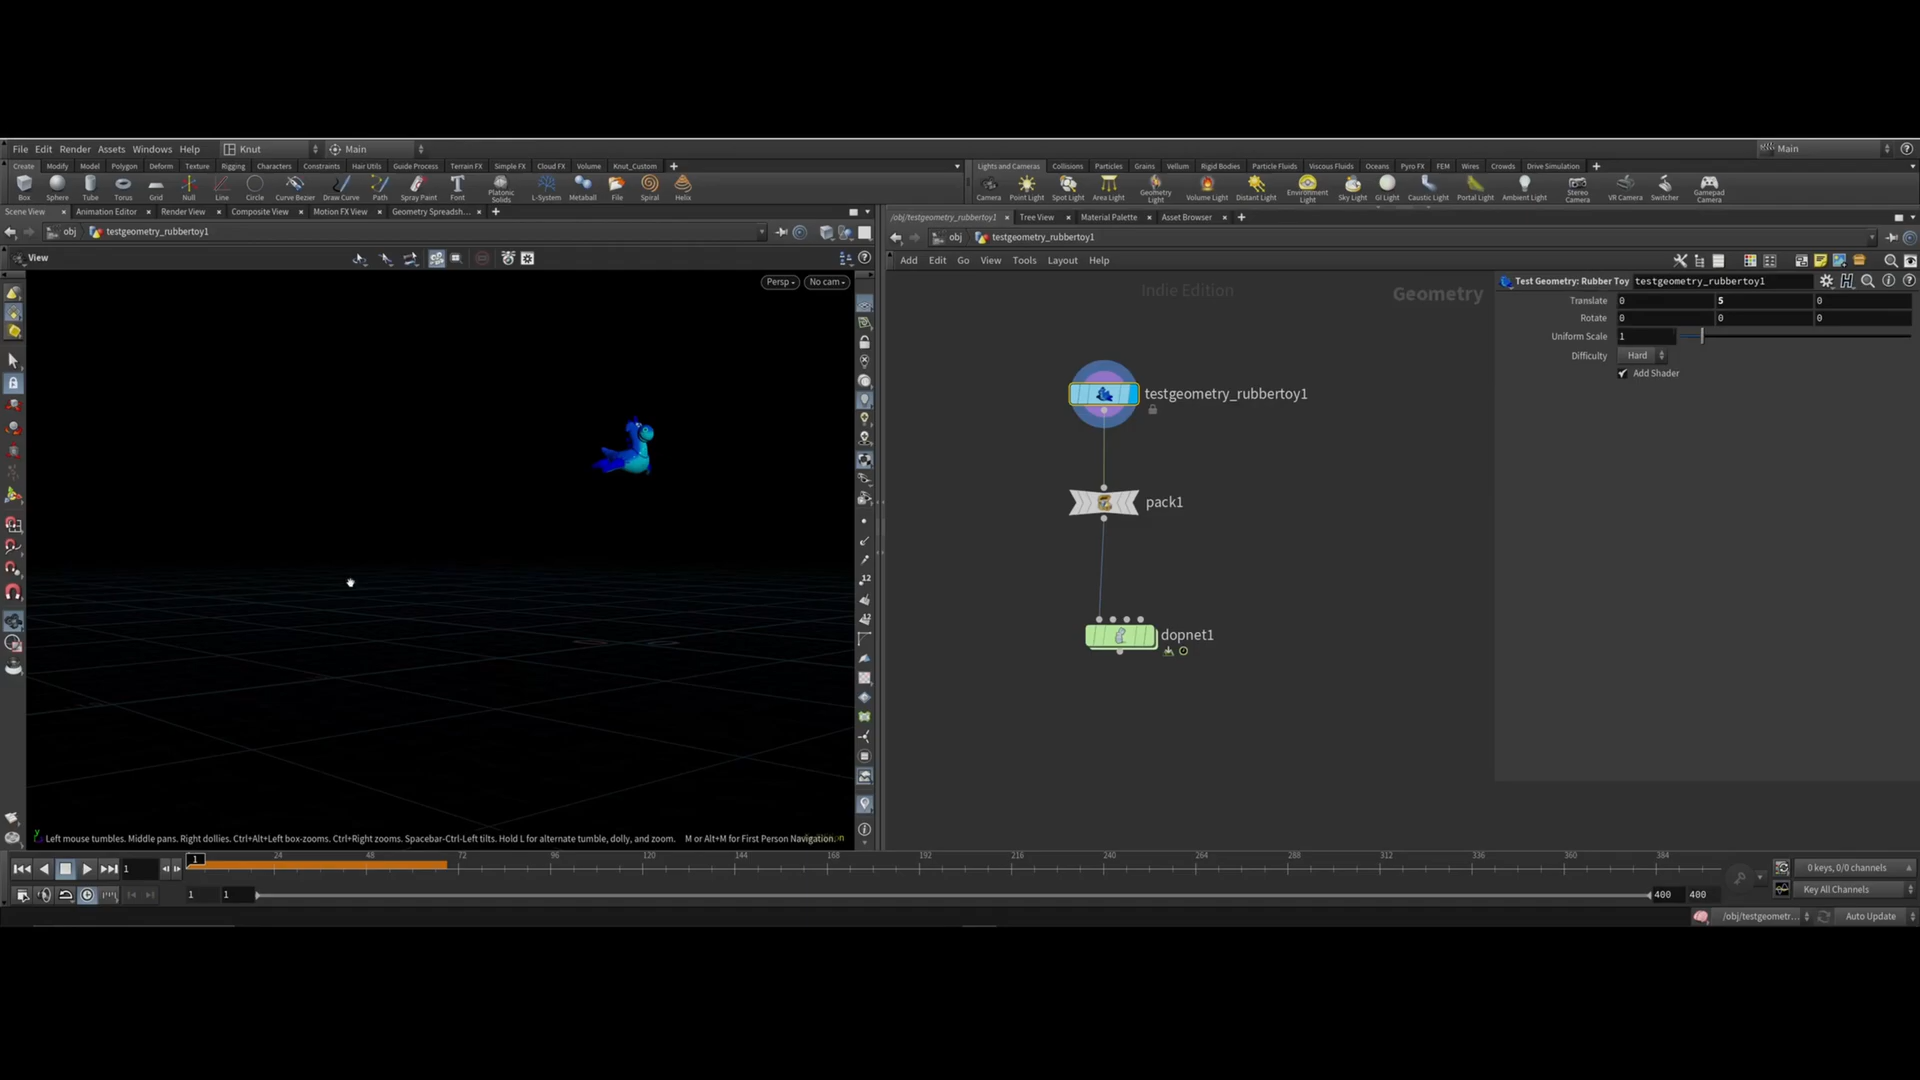 File Edit Render Assets Windows Help Knut Main Main
Create Modify Model Polygon Deform Texture Rigging Characters Constraints Hair Utils Guide Process Terrain FX Simple FX Cloud FX Volume Knut_Custom
Lights and Cameras Collisions Particles Grains Vellum Rigid Bodies Particle Fluids Viscous Fluids Oceans Pyro FX FEM Wires Crowds Drive Simulation
Box Sphere Tube Torus Grid Null Line Circle Curve Bezier Draw Curve Path Spray Paint Font Platonic Solids L-System Metaball File Spiral Helix
Camera Point Light Spot Light Area Light Geometry Light Volume Light Distant Light Environment Light Sky Light GI Light Caustic Light Portal Light Ambient Light Stereo Camera VR Camera Switcher Gamepad Camera
Scene View Animation Editor Render View Composite View Motion FX View Geometry Spreadsh...
/obj/testgeometry_rubbertoy1 Tree View Material Palette Asset Browser
obj testgeometry_rubbertoy1
obj testgeometry_rubbertoy1
View
Add Edit Go View Tools Layout Help
Persp No cam
Indie Edition Geometry
Test Geometry: Rubber Toy testgeometry_rubbertoy1
Translate 0 5 0
Rotate 0 0 0
Uniform Scale 1
Difficulty Hard
Add Shader
testgeometry_rubbertoy1
pack1
dopnet1
12
Left mouse tumbles. Middle pans. Right dollies. Ctrl+Alt+Left box-zooms. Ctrl+Right zooms. Spacebar-Ctrl-Left tilts. Hold L for alternate tumble, dolly, and zoom. M or Alt+M for First Person Navigation.
y
1 1 24 48 72 96 120 144 168 192 216 240 264 288 312 336 360 384
0 keys, 0/0 channels
1 1 400 400 Key All Channels
/obj/testgeometr... Auto Update